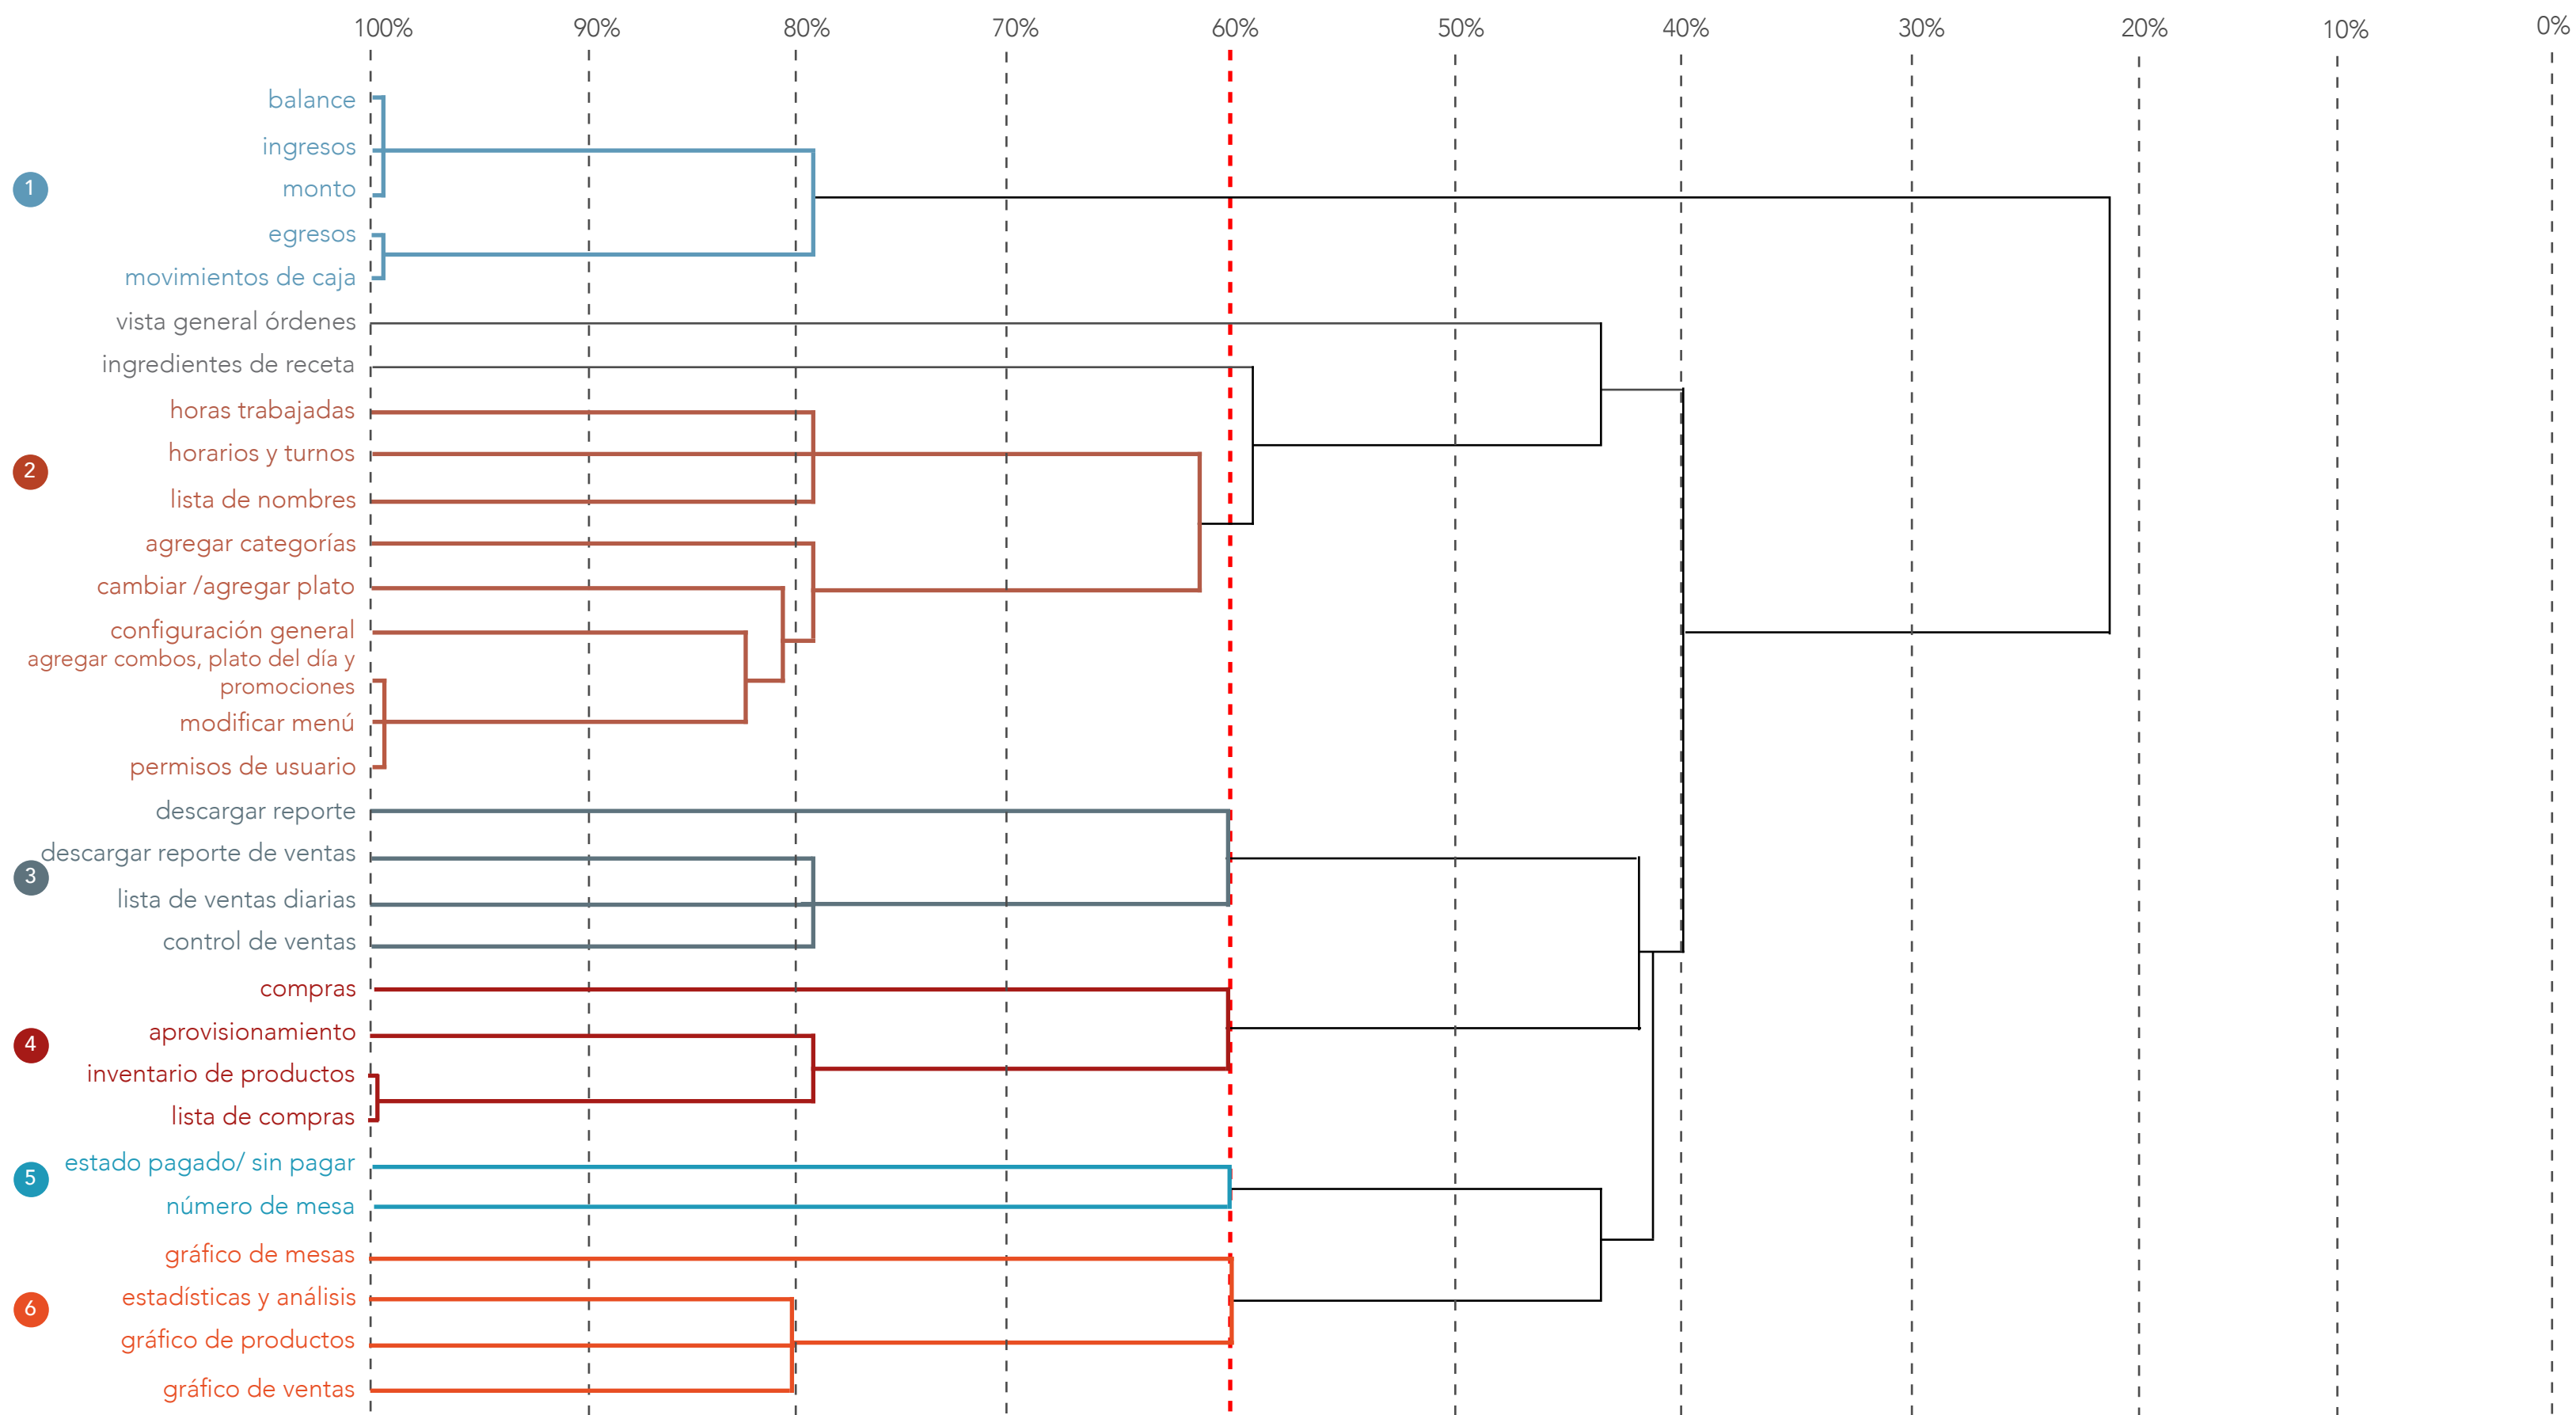 100% 90% 80% 70% 60% 50% 40% 30% 20% 10% 0%
balance
ingresos
1
monto
egresos
movimientos de caja
vista general órdenes
ingredientes de receta
horas trabajadas
horarios y turnos
2
lista de nombres
agregar categorías
cambiar /agregar plato
configuración general
agregar combos, plato del día y
promociones
modificar menú
permisos de usuario
descargar reporte
descargar reporte de ventas
3
lista de ventas diarias
control de ventas
compras
aprovisionamiento
4
inventario de productos
lista de compras
estado pagado/ sin pagar
5
número de mesa
gráfico de mesas
estadísticas y análisis
6
gráfico de productos
gráfico de ventas